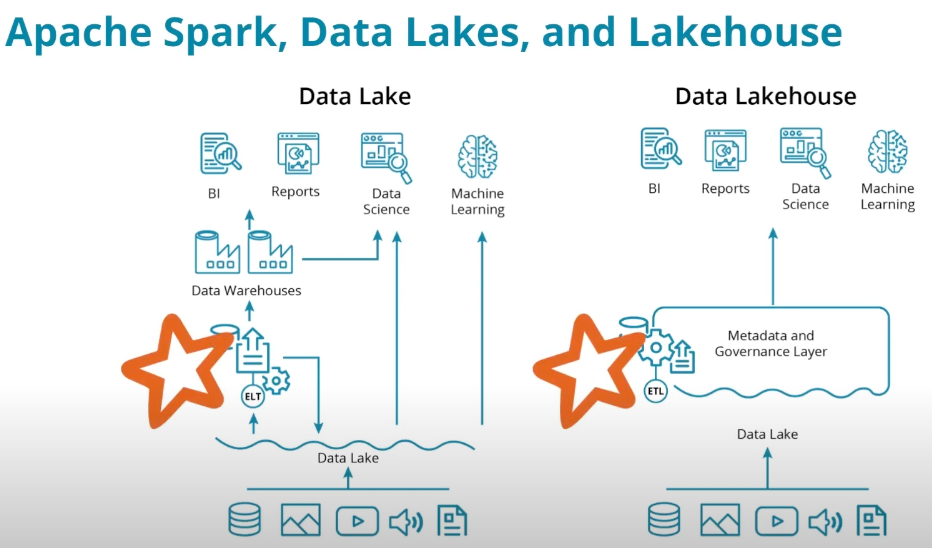 Apache Spark, Data Lakes, and Lakehouse
Data Lake
BI
Reports
Data
Science
Machine
Learning
Data Warehouses
ELT
Data Lake
Data Lakehouse
BI
Reports
Data
Science
Machine
Learning
Metadata and
Governance Layer
ETL
Data Lake